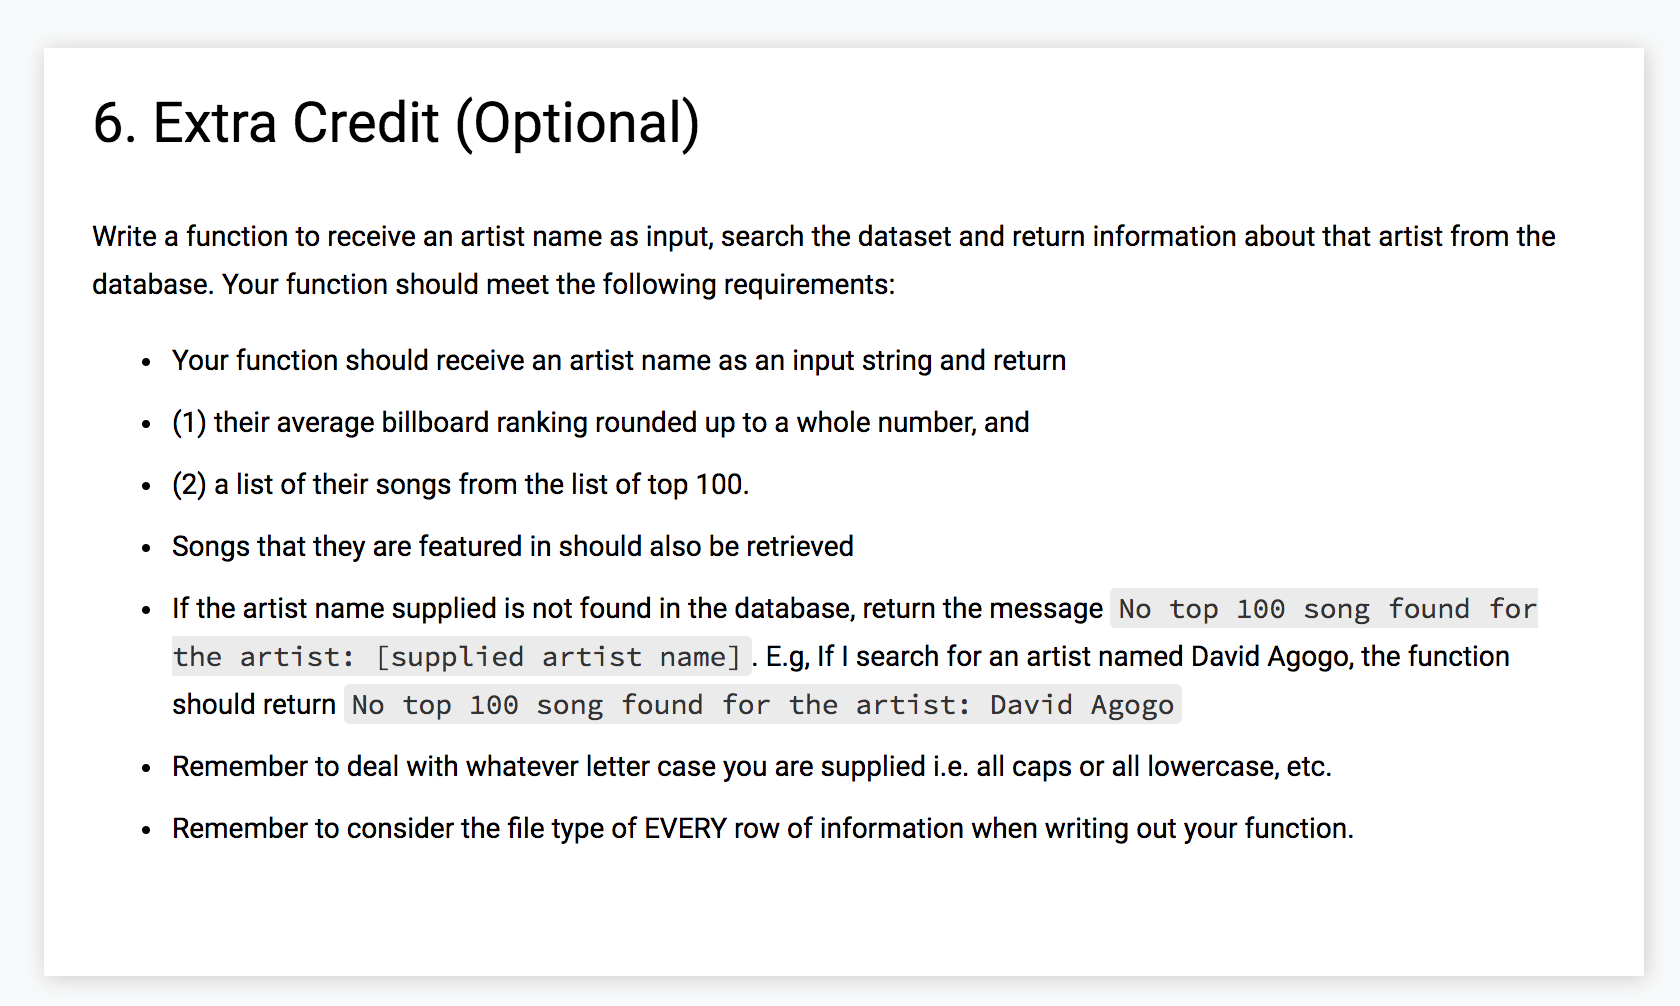 6. Extra Credit (Optional)
Write a function to receive an artist name as input, search the dataset and return information about that artist from the
database. Your function should meet the following requirements:
• Your function should receive an artist name as an input string and return
• (1) their average billboard ranking rounded up to a whole number, and
• (2) a list of their songs from the list of top 100.
• Songs that they are featured in should also be retrieved
• If the artist name supplied is not found in the database, return the message No top 100 song found for
the artist: [supplied artist name] . E.g, If I search for an artist named David Agogo, the function
should return No top 100 song found for the artist: David Agogo
• Remember to deal with whatever letter case you are supplied i.e. all caps or all lowercase, etc.
• Remember to consider the file type of EVERY row of information when writing out your function.